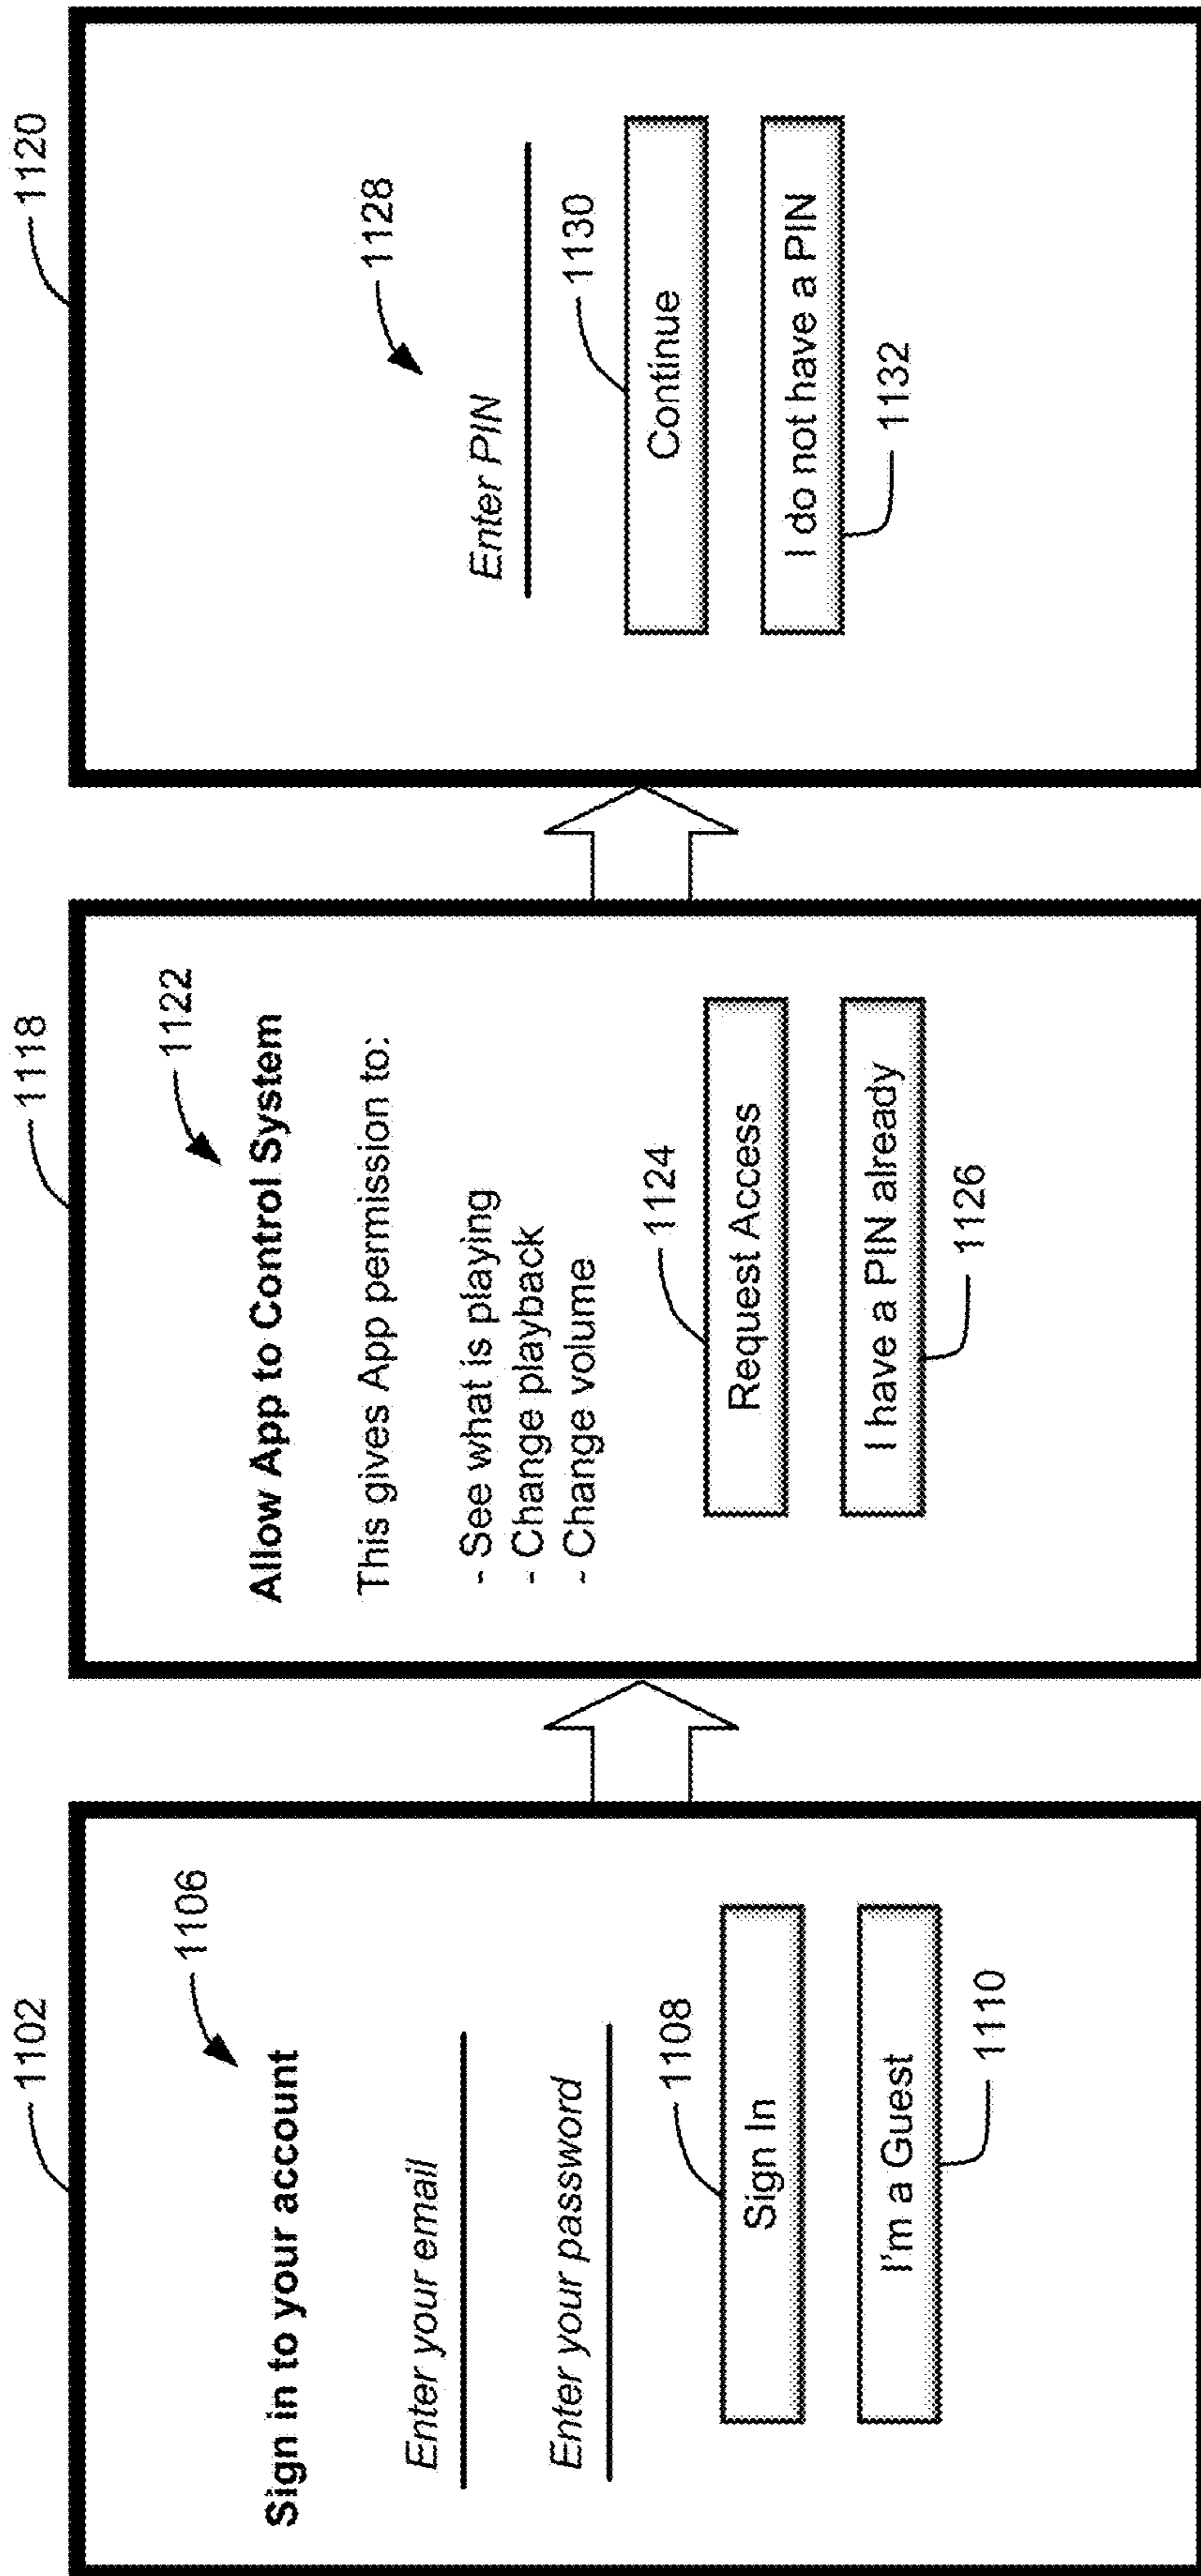 1102
1106
Sign in to your account
Enter your email
Enter your password
1108
Sign In
I'm a Guest
1110
1118
1122
Allow App to Control System
This gives App permission to:
- See what is playing
- Change playback
- Change volume
1124
Request Access
I have a PIN already
1126
1120
1128
Enter PIN
1130
Continue
I do not have a PIN
1132